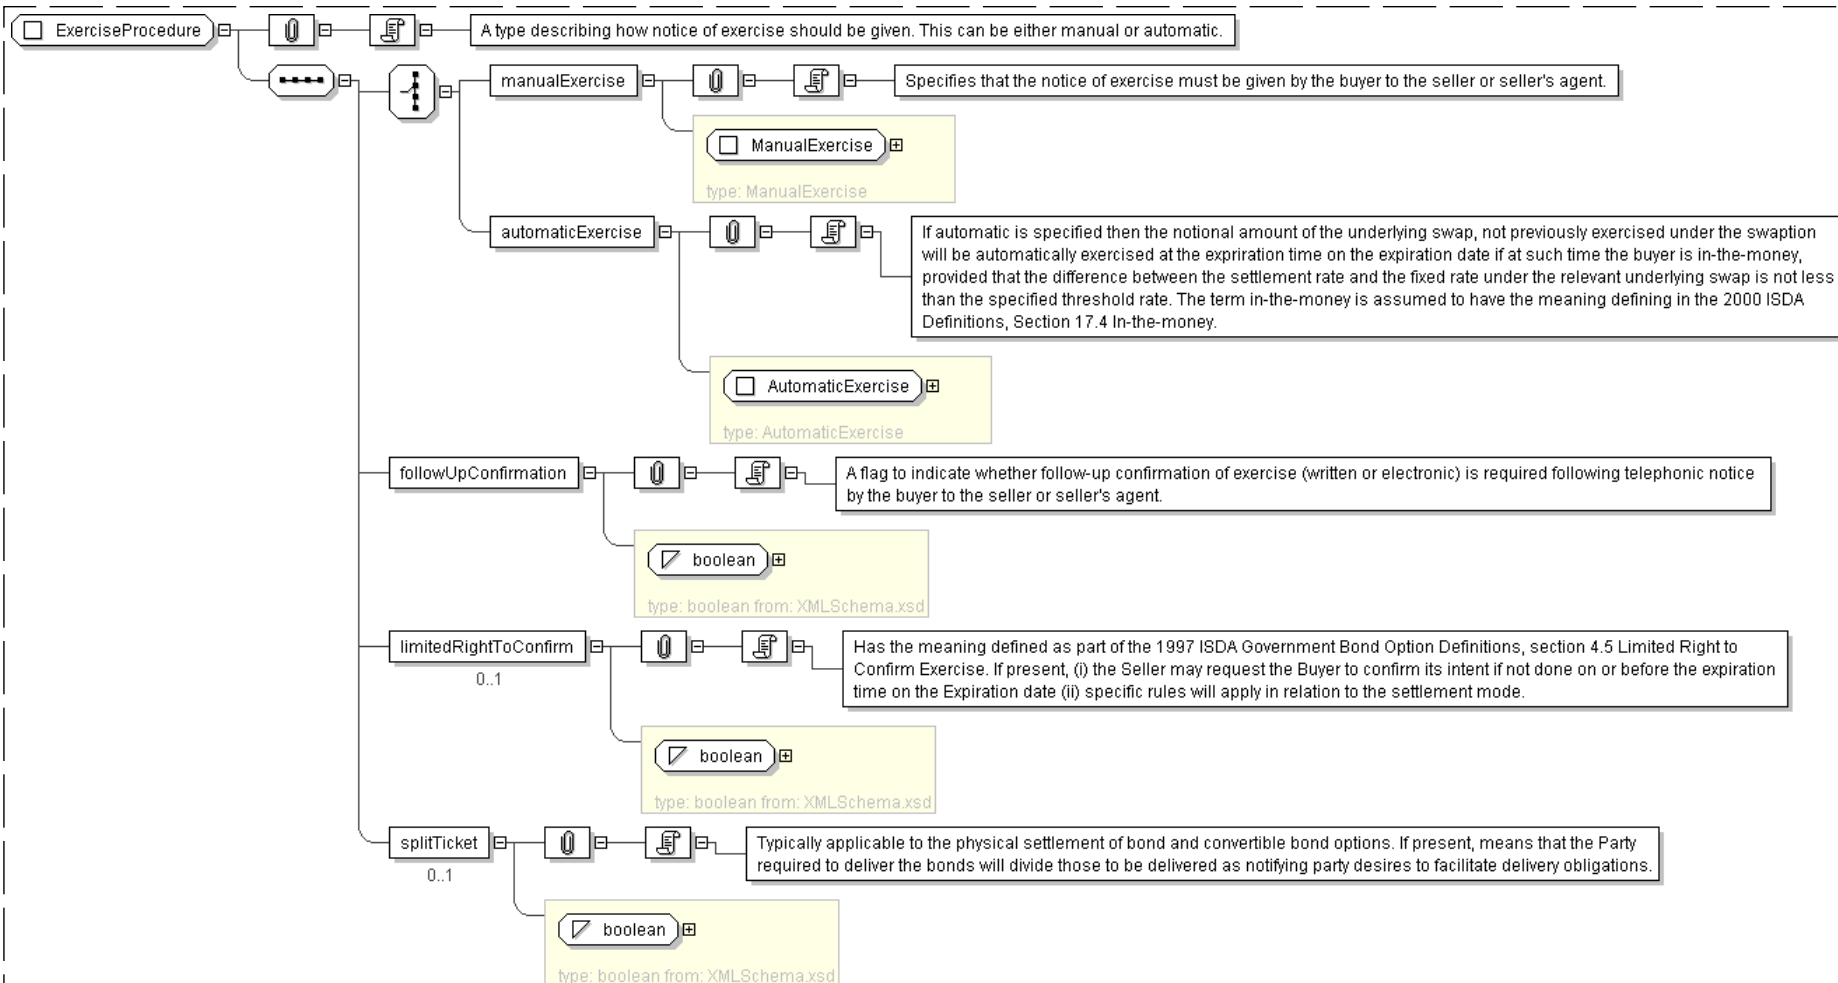 ExerciseProcedure
A type describing how notice of exercise should be given. This can be either manual or automatic.
manualExercise
Specifies that the notice of exercise must be given by the buyer to the seller or seller's agent.
ManualExercise
type: ManualExercise
automaticExercise
If automatic is specified then the notional amount of the underlying swap, not previously exercised under the swaption
will be automatically exercised at the expriration time on the expiration date if at such time the buyer is in-the-money,
provided that the difference between the settlement rate and the fixed rate under the relevant underlying swap is not less
than the specified threshold rate. The term in-the-money is assumed to have the meaning defining in the 2000 ISDA
Definitions, Section 17.4 In-the-money.
AutomaticExercise
type: AutomaticExercise
followUpConfirmation
A flag to indicate whether follow-up confirmation of exercise (written or electronic) is required following telephonic notice
by the buyer to the seller or seller's agent.
boolean
type: boolean from: XMLSchema.xsd
limitedRightToConfirm
0..1
Has the meaning defined as part of the 1997 ISDA Government Bond Option Definitions, section 4.5 Limited Right to
Confirm Exercise. If present, (i) the Seller may request the Buyer to confirm its intent if not done on or before the expiration
time on the Expiration date (ii) specific rules will apply in relation to the settlement mode.
boolean
type: boolean from: XMLSchema.xsd
splitTicket
0..1
Typically applicable to the physical settlement of bond and convertible bond options. If present, means that the Party
required to deliver the bonds will divide those to be delivered as notifying party desires to facilitate delivery obligations.
boolean
type: boolean from: XMLSchema.xsd